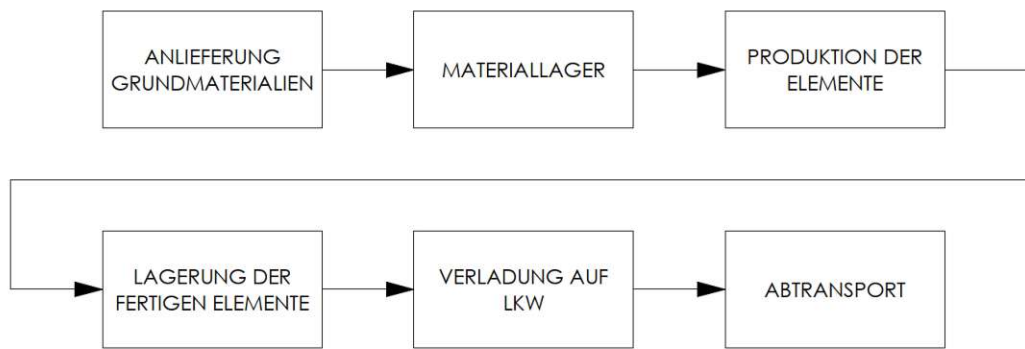 ANLIEFERUNG
GRUNDMATERIALIEN
MATERIALLAGER
PRODUKTION DER
ELEMENTE
LAGERUNG DER
FERTIGEN ELEMENTE
VERLADUNG AUF
LKW
ABTRANSPORT